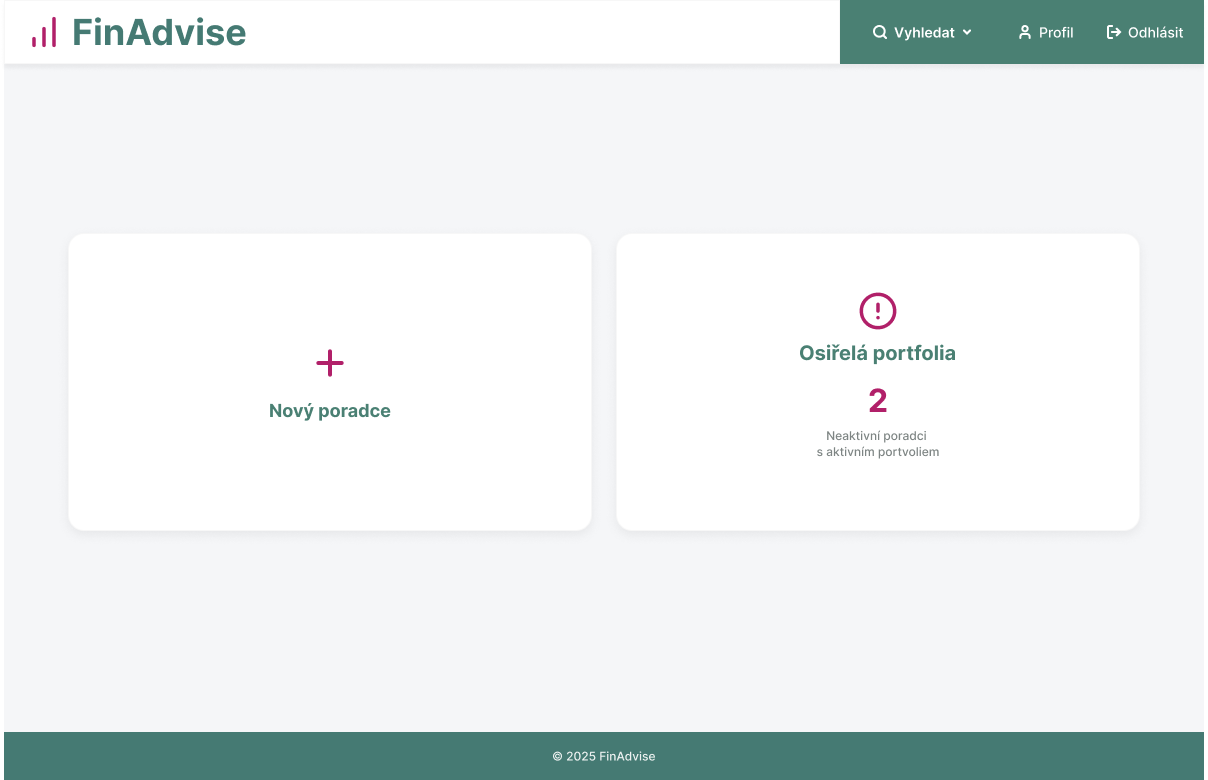 FinAdvise
Vyhledat
Profil
Odhlásit
Nový poradce
Osiřelá portfolia
2
Neaktivní poradci
s aktivním portvoliem
© 2025 FinAdvise